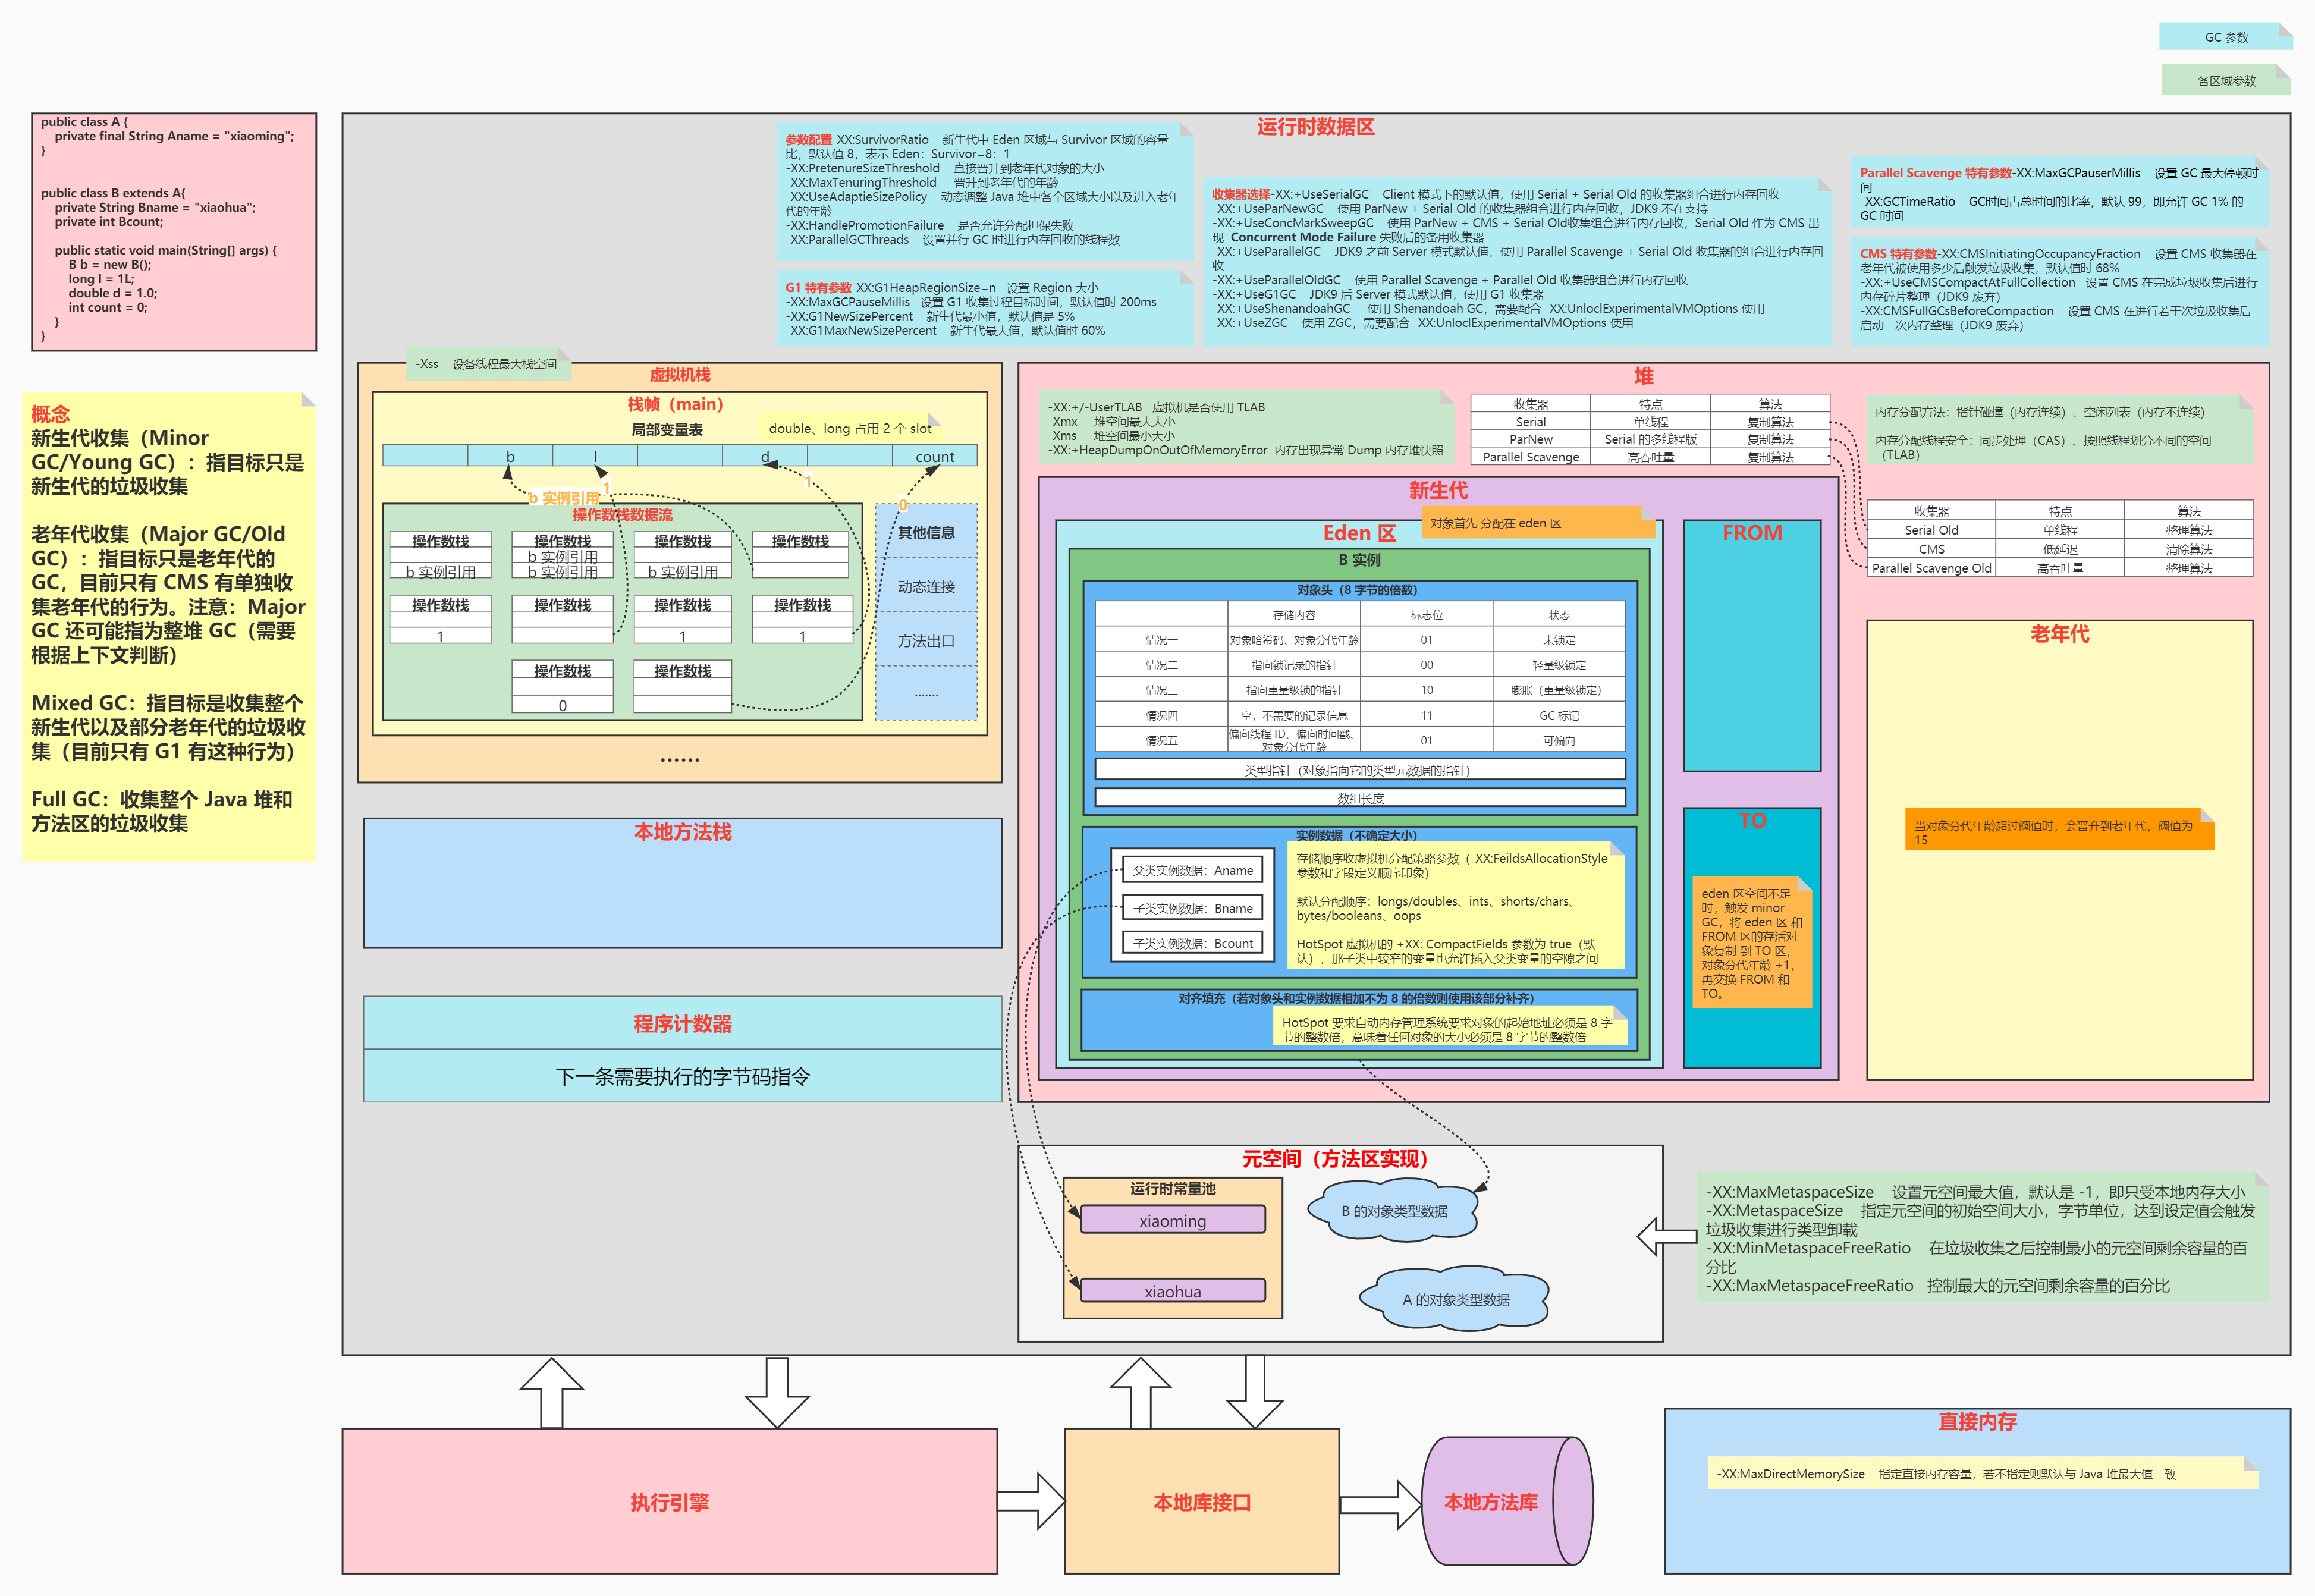 GC 参数
各区域参数
public class A {
private final String Aname = "xiaoming";
}
public class B extends A{
private String Bname = "xiaohua";
private int Bcount;
public static void main(String[] args) {
B b = new B();
long l = 1L;
double d = 1.0;
int count = 0;
}
}
概念
新生代收集（Minor
GC/Young GC）：指目标只是
新生代的垃圾收集
老年代收集（Major GC/Old
GC）：指目标只是老年代的
GC，目前只有 CMS 有单独收
集老年代的行为。注意：Major
GC 还可能指为整堆 GC（需要
根据上下文判断）
Mixed GC：指目标是收集整个
新生代以及部分老年代的垃圾收
集（目前只有 G1 有这种行为）
Full GC：收集整个 Java 堆和
方法区的垃圾收集
运行时数据区
参数配置-XX:SurvivorRatio 新生代中 Eden 区域与 Survivor 区域的容量
比，默认值 8，表示 Eden：Survivor=8：1
-XX:PretenureSizeThreshold 直接晋升到老年代对象的大小
-XX:MaxTenuringThreshold 晋升到老年代的年龄
-XX:UseAdaptieSizePolicy 动态调整 Java 堆中各个区域大小以及进入老年
代的年龄
-XX:HandlePromotionFailure 是否允许分配担保失败
-XX:ParallelGCThreads 设置并行 GC 时进行内存回收的线程数
G1 特有参数-XX:G1HeapRegionSize=n 设置 Region 大小
-XX:MaxGCPauseMillis 设置 G1 收集过程目标时间，默认值时 200ms
-XX:G1NewSizePercent 新生代最小值，默认值是 5%
-XX:G1MaxNewSizePercent 新生代最大值，默认值时 60%
收集器选择-XX:+UseSerialGC Client 模式下的默认值，使用 Serial + Serial Old 的收集器组合进行内存回收
-XX:+UseParNewGC 使用 ParNew + Serial Old 的收集器组合进行内存回收，JDK9 不在支持
-XX:+UseConcMarkSweepGC 使用 ParNew + CMS + Serial Old收集组合进行内存回收，Serial Old 作为 CMS 出
现 Concurrent Mode Failure 失败后的备用收集器
-XX:+UseParallelGC JDK9 之前 Server 模式默认值，使用 Parallel Scavenge + Serial Old 收集器的组合进行内存回
收
-XX:+UseParallelOldGC 使用 Parallel Scavenge + Parallel Old 收集器组合进行内存回收
-XX:+UseG1GC JDK9 后 Server 模式默认值，使用 G1 收集器
-XX:+UseShenandoahGC 使用 Shenandoah GC，需要配合 -XX:UnloclExperimentalVMOptions 使用
-XX:+UseZGC 使用 ZGC，需要配合 -XX:UnloclExperimentalVMOptions 使用
Parallel Scavenge 特有参数-XX:MaxGCPauserMillis 设置 GC 最大停顿时
间
-XX:GCTimeRatio GC时间占总时间的比率，默认 99，即允许 GC 1% 的
GC 时间
CMS 特有参数-XX:CMSInitiatingOccupancyFraction 设置 CMS 收集器在
老年代被使用多少后触发垃圾收集，默认值时 68%
-XX:+UseCMSCompactAtFullCollection 设置 CMS 在完成垃圾收集后进行
内存碎片整理（JDK9 废弃）
-XX:CMSFullGCsBeforeCompaction 设置 CMS 在进行若干次垃圾收集后
启动一次内存整理（JDK9 废弃）
-Xss 设备线程最大栈空间
虚拟机栈
栈帧（main）
局部变量表
double、long 占用 2 个 slot
b l d count
b 实例引用 1 1 0
操作数栈数据流
操作数栈 操作数栈 操作数栈 操作数栈
b 实例引用
b 实例引用 b 实例引用 b 实例引用
操作数栈 操作数栈 操作数栈 操作数栈
1 1 1
操作数栈 操作数栈
0
其他信息
动态连接
方法出口
.......
......
本地方法栈
程序计数器
下一条需要执行的字节码指令
堆
-XX:+/-UserTLAB 虚拟机是否使用 TLAB
-Xmx 堆空间最大大小
-Xms 堆空间最小大小
-XX:+HeapDumpOnOutOfMemoryError 内存出现异常 Dump 内存堆快照
收集器 特点 算法
Serial 单线程 复制算法
ParNew Serial 的多线程版 复制算法
Parallel Scavenge 高吞吐量 复制算法
内存分配方法：指针碰撞（内存连续）、空闲列表（内存不连续）
内存分配线程安全：同步处理（CAS）、按照线程划分不同的空间
（TLAB）
收集器 特点 算法
Serial Old 单线程 整理算法
CMS 低延迟 清除算法
Parallel Scavenge Old 高吞吐量 整理算法
新生代
Eden 区
对象首先 分配在 eden 区
B 实例
对象头（8 字节的倍数）
存储内容 标志位 状态
情况一 对象哈希码、对象分代年龄 01 未锁定
情况二 指向锁记录的指针 00 轻量级锁定
情况三 指向重量级锁的指针 10 膨胀（重量级锁定）
情况四 空，不需要的记录信息 11 GC 标记
情况五 偏向线程 ID、偏向时间戳、 01 可偏向
对象分代年龄
类型指针（对象指向它的类型元数据的指针）
数组长度
实例数据（不确定大小）
父类实例数据：Aname
子类实例数据：Bname
子类实例数据：Bcount
存储顺序收虚拟机分配策略参数（-XX:FeildsAllocationStyle
参数和字段定义顺序印象）
默认分配顺序：longs/doubles、ints、shorts/chars、
bytes/booleans、oops
HotSpot 虚拟机的 +XX: CompactFields 参数为 true（默
认），那子类中较窄的变量也允许插入父类变量的空隙之间
对齐填充（若对象头和实例数据相加不为 8 的倍数则使用该部分补齐）
HotSpot 要求自动内存管理系统要求对象的起始地址必须是 8 字
节的整数倍，意味着任何对象的大小必须是 8 字节的整数倍
FROM
TO
eden 区空间不足
时，触发 minor
GC，将 eden 区 和
FROM 区的存活对
象复制 到 TO 区，
对象分代年龄 +1，
再交换 FROM 和
TO。
老年代
当对象分代年龄超过阀值时，会晋升到老年代，阀值为
15
元空间（方法区实现）
运行时常量池
xiaoming
xiaohua
B 的对象类型数据
A 的对象类型数据
-XX:MaxMetaspaceSize 设置元空间最大值，默认是 -1，即只受本地内存大小
-XX:MetaspaceSize 指定元空间的初始空间大小，字节单位，达到设定值会触发
垃圾收集进行类型卸载
-XX:MinMetaspaceFreeRatio 在垃圾收集之后控制最小的元空间剩余容量的百
分比
-XX:MaxMetaspaceFreeRatio 控制最大的元空间剩余容量的百分比
执行引擎
本地库接口
本地方法库
直接内存
-XX:MaxDirectMemorySize 指定直接内存容量，若不指定则默认与 Java 堆最大值一致